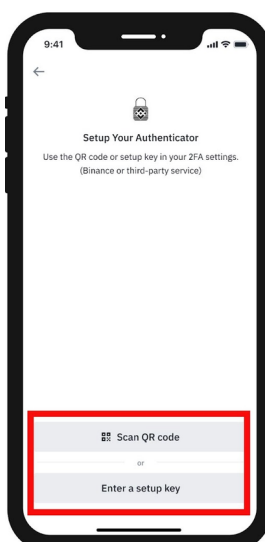 9:41
Setup Your Authenticator
Use the QR code or setup key in your 2FA settings.
(Binance or third-party service)
Scan QR code
or
Enter a setup key